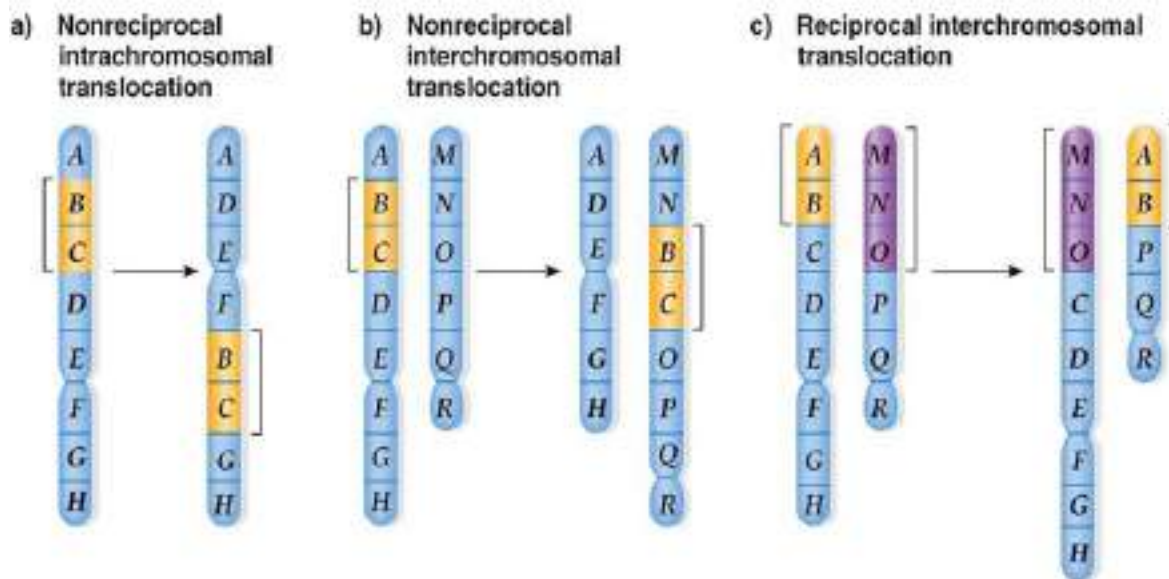 a) Nonreciprocal
intrachromosomal
translocation
b) Nonreciprocal
interchromosomal
translocation
c) Reciprocal interchromosomal
translocation
A
B
C
D
E
F
G
H
A
D
E
F
B
C
G
H
A
B
C
D
E
F
G
H
M
N
O
P
Q
R
A
D
E
F
G
H
M
N
B
C
O
P
Q
R
A
B
C
D
E
F
G
H
M
N
O
P
Q
R
M
N
O
C
D
E
F
G
H
A
B
P
Q
R